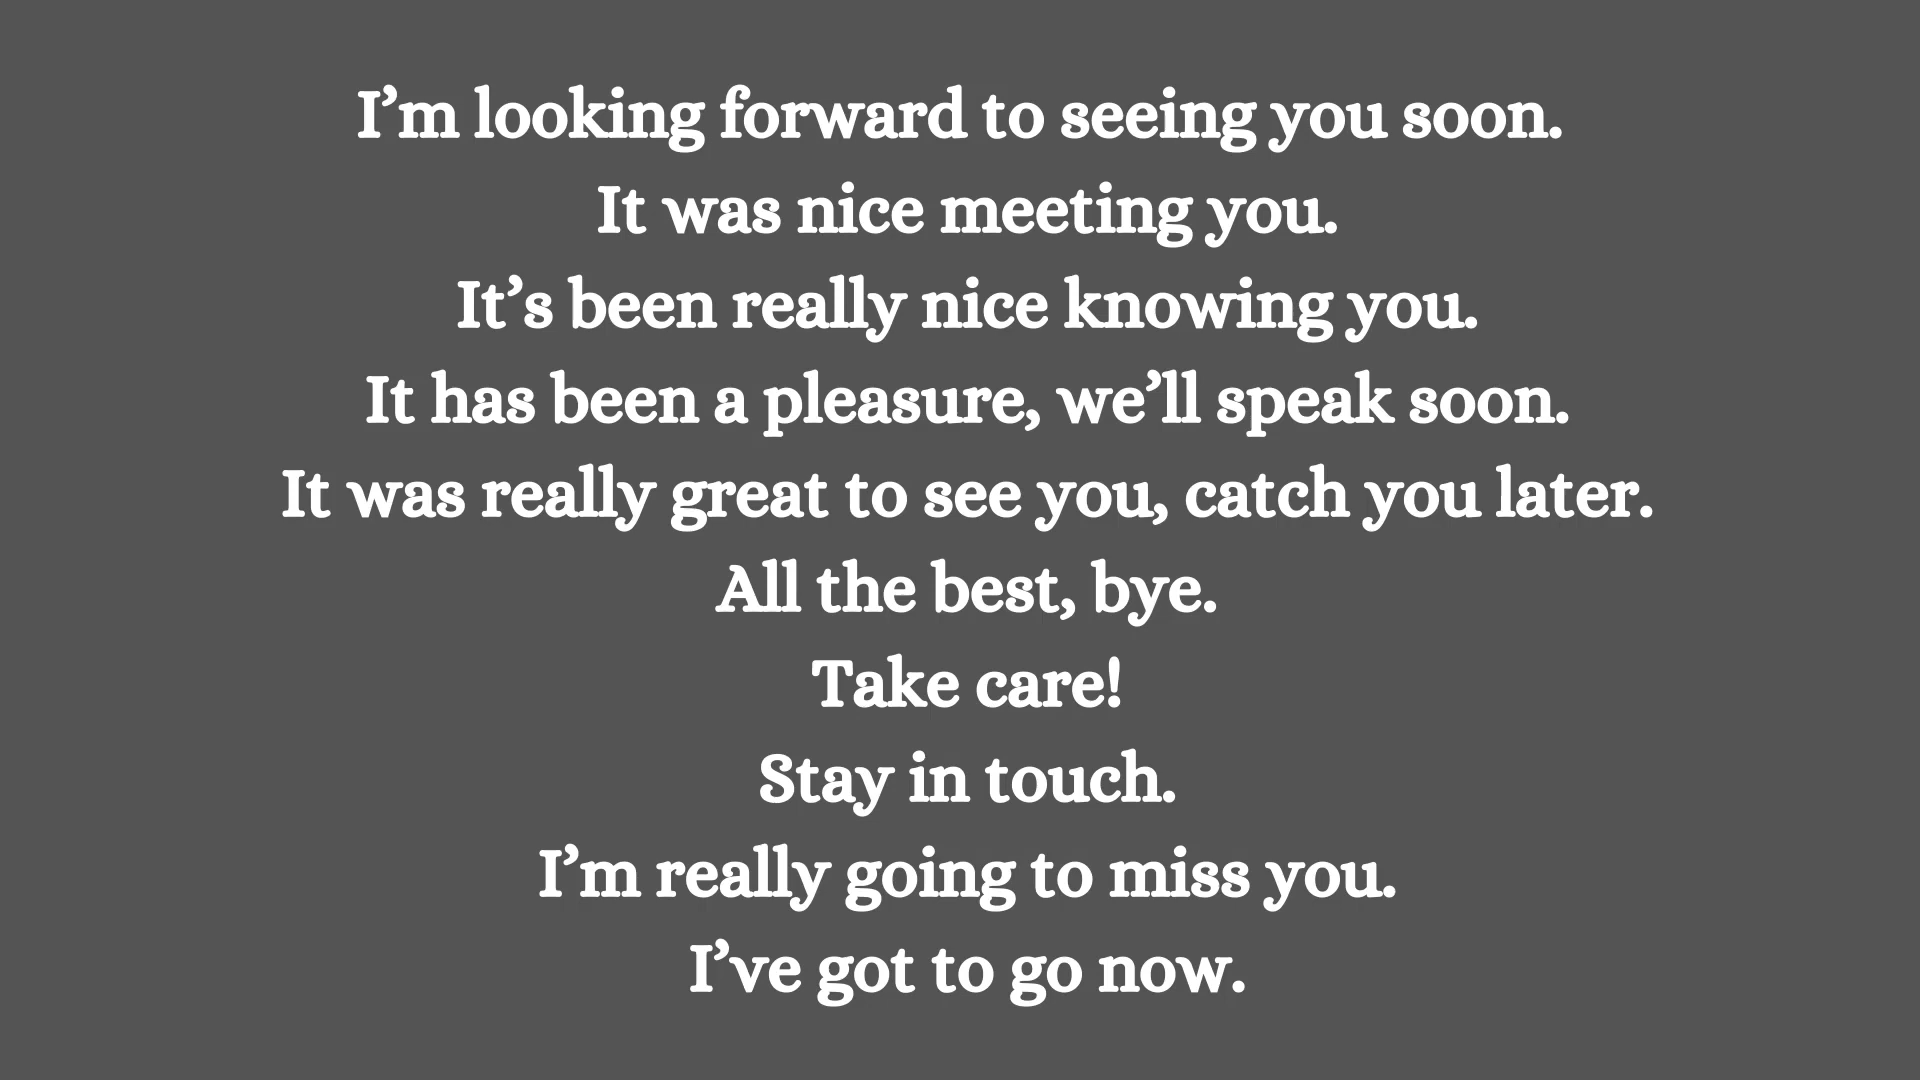 I’m looking forward to seeing you soon.
It was nice meeting you.
It’s been really nice knowing you.
It has been a pleasure, we’ll speak soon.
It was really great to see you, catch you later.
All the best, bye.
Take care!
Stay in touch.
I’m really going to miss you.
I’ve got to go now.